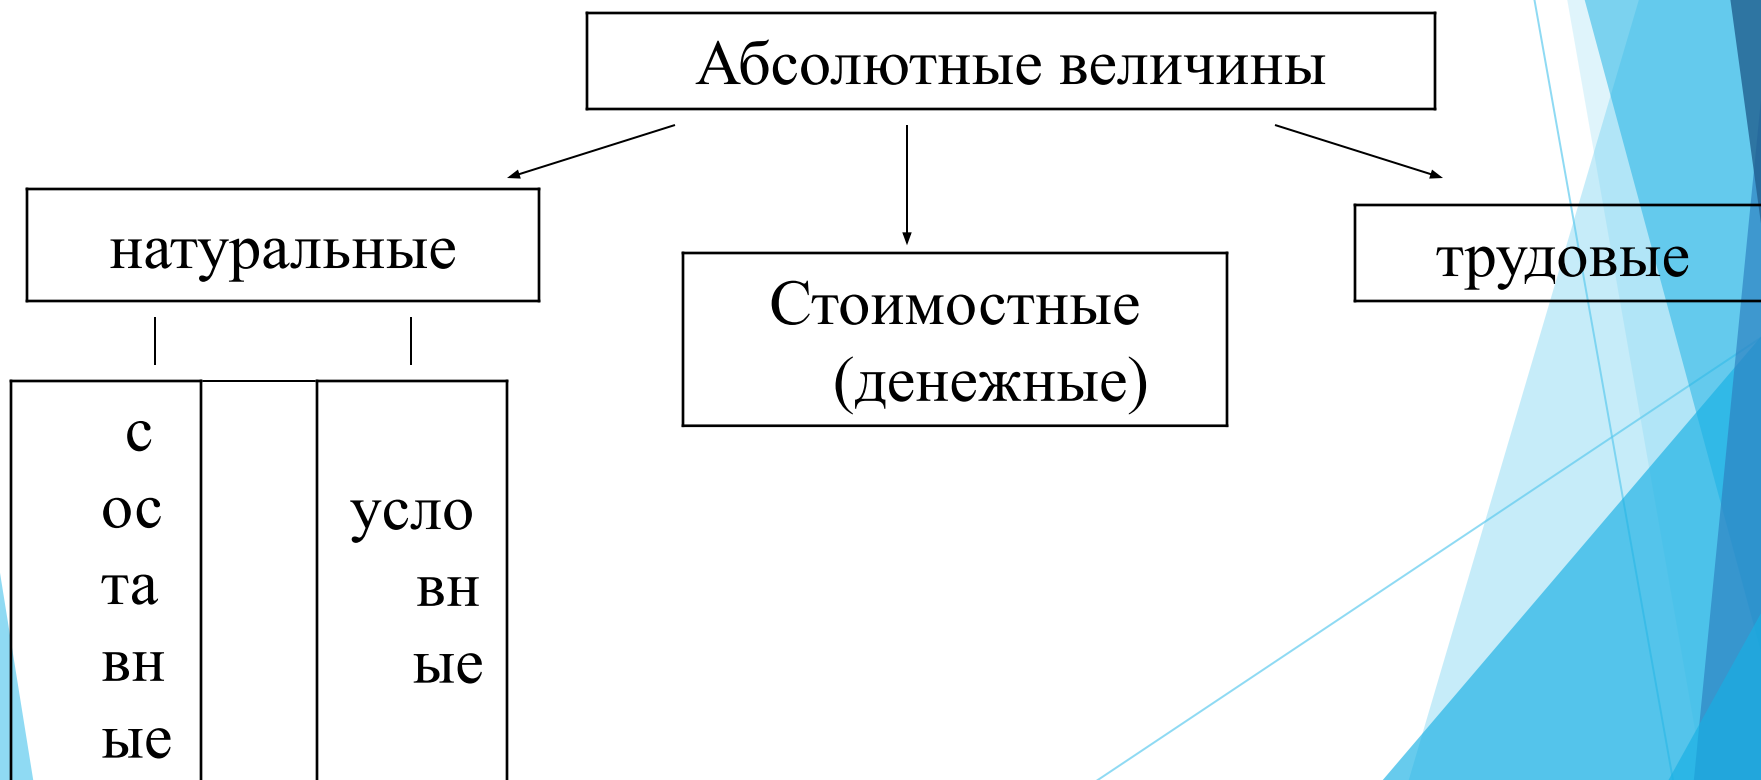 Абсолютные величины
натуральные
Стоимостные
(денежные)
трудовые
с
ос
та
вн
ые
усло
вн
ые